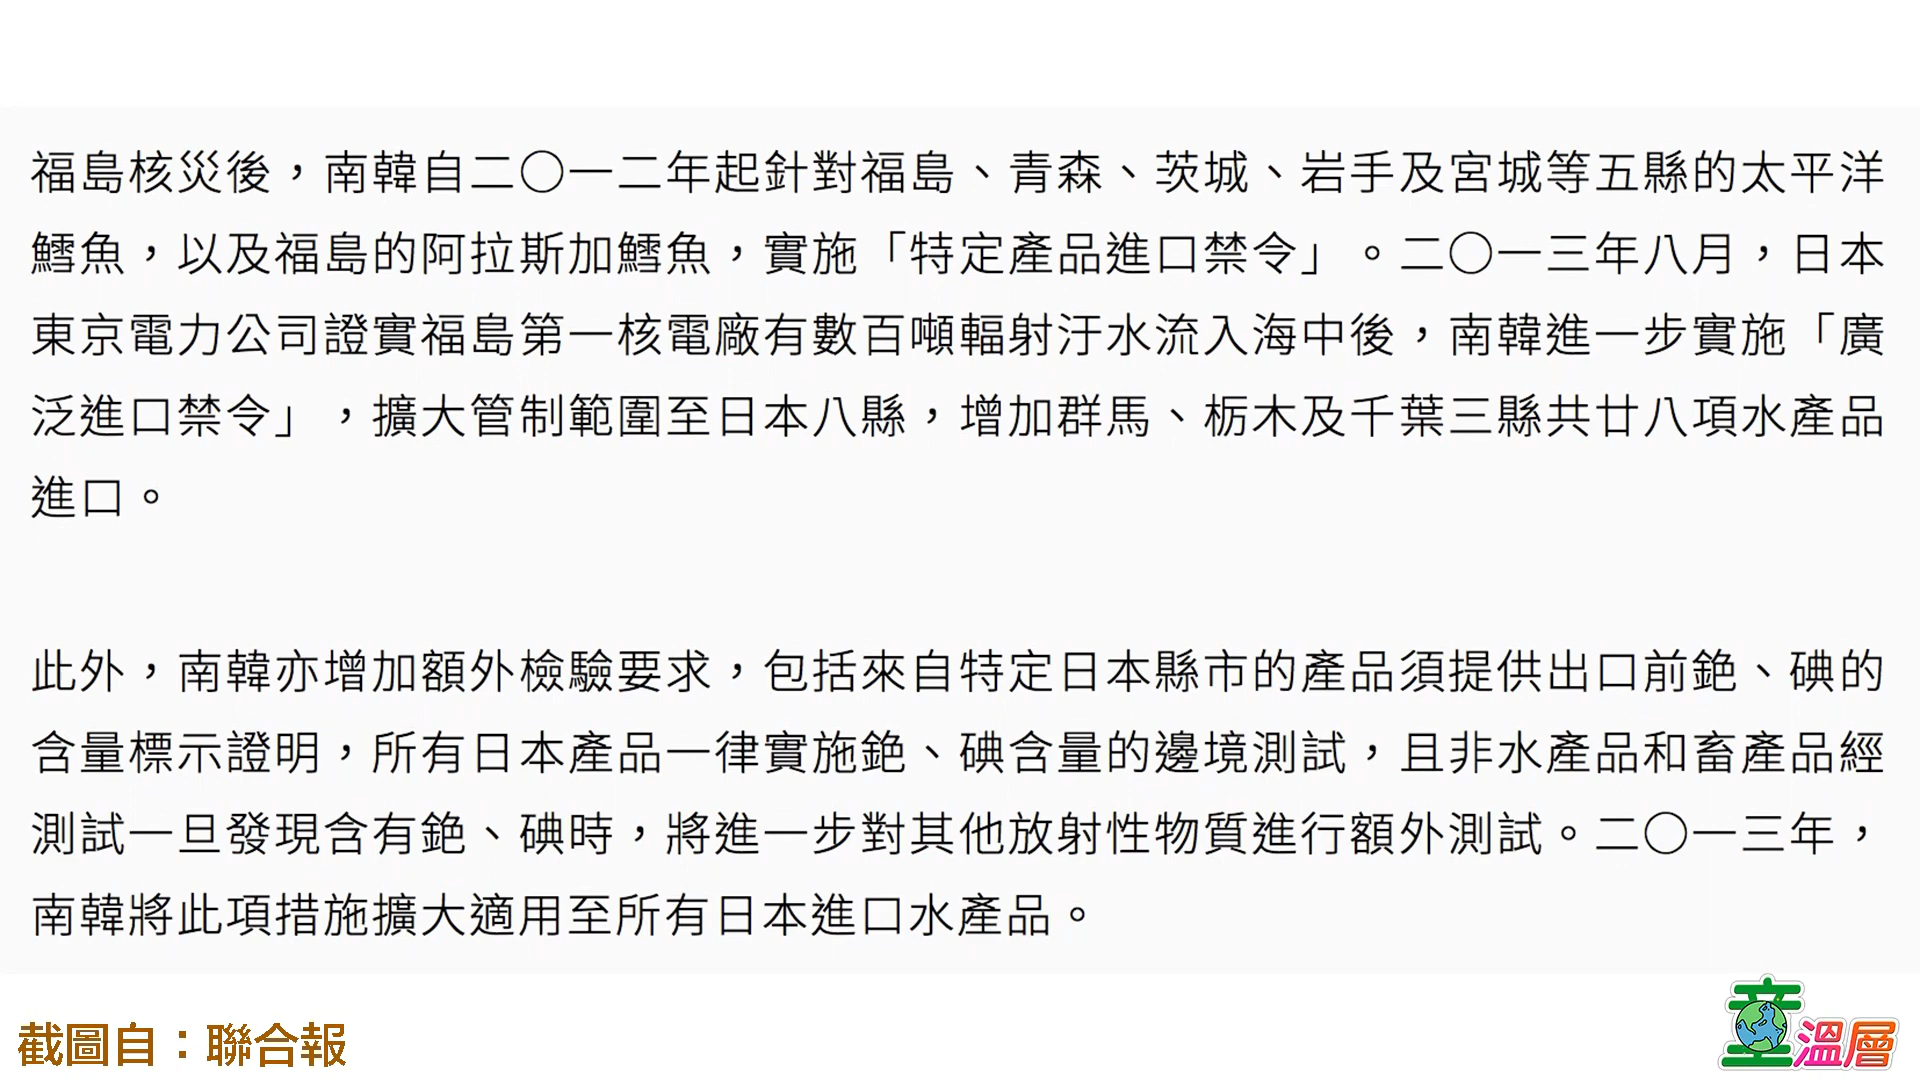 福島核災後，南韓自二〇一二年起針對福島、青森、茨城、岩手及宮城等五縣的太平洋
鱈魚，以及福島的阿拉斯加鱈魚，實施「特定產品進口禁令」。二〇一三年八月，日本
東京電力公司證實福島第一核電廠有數百噸輻射汙水流入海中後，南韓進一步實施「廣
泛進口禁令」，擴大管制範圍至日本八縣，增加群馬、栃木及千葉三縣共廿八項水產品
進口。
此外，南韓亦增加額外檢驗要求，包括來自特定日本縣市的產品須提供出口前銫、碘的
含量標示證明，所有日本產品一律實施銫、碘含量的邊境測試，且非水產品和畜產品經
測試一旦發現含有銫、碘時，將進一步對其他放射性物質進行額外測試。二〇一三年，
南韓將此項措施擴大適用至所有日本進口水產品。
截圖自：聯合報
童溫層